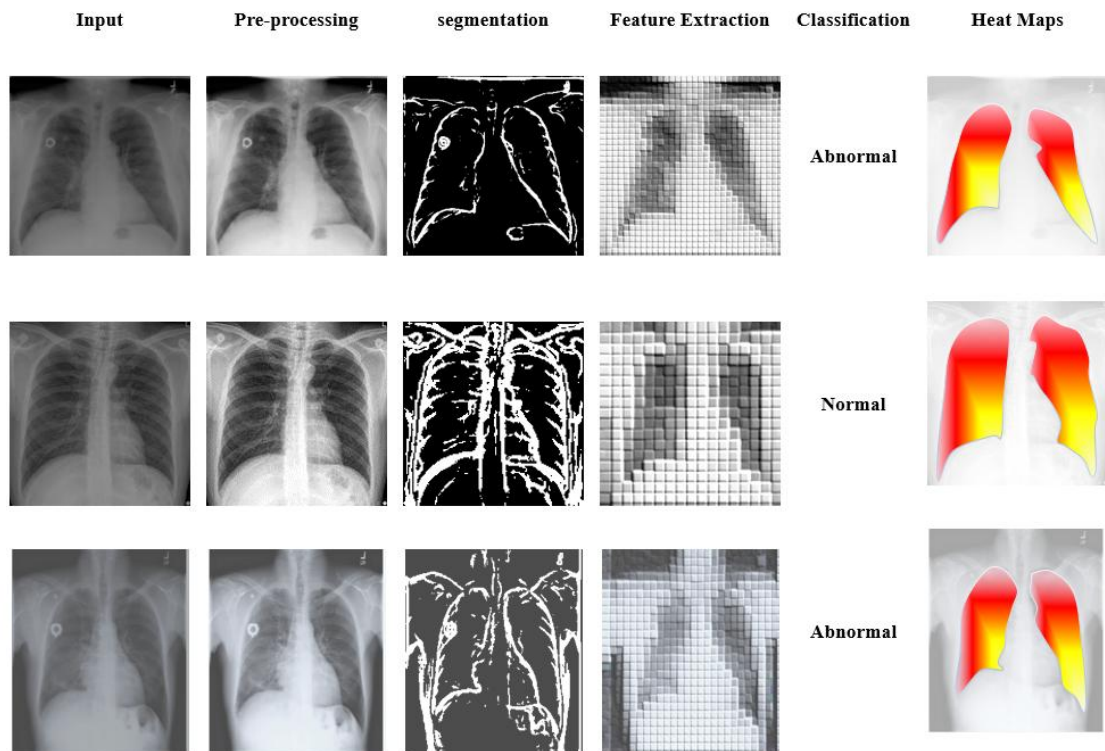 Input Pre-processing segmentation Feature Extraction Classification Heat Maps
Abnormal
Normal
Abnormal